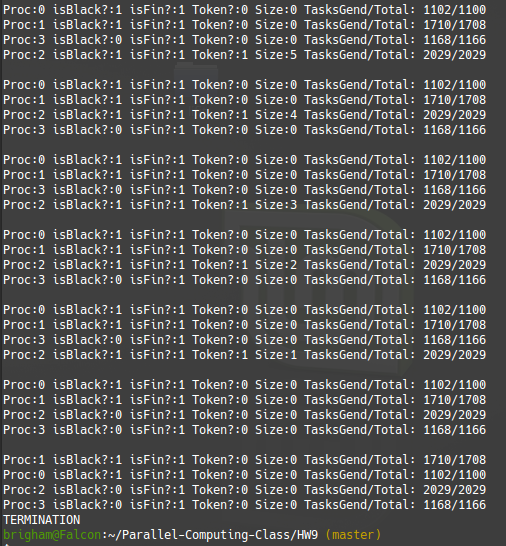 Proc:0 isBlack?:1 isFin?:1 Token?:0 Size:0 TasksGend/Total: 1102/1100
Proc:1 isBlack?:1 isFin?:1 Token?:0 Size:0 TasksGend/Total: 1710/1708
Proc:3 isBlack?:0 isFin?:1 Token?:0 Size:0 TasksGend/Total: 1168/1166
Proc:2 isBlack?:1 isFin?:1 Token?:1 Size:5 TasksGend/Total: 2029/2029

Proc:0 isBlack?:1 isFin?:1 Token?:0 Size:0 TasksGend/Total: 1102/1100
Proc:1 isBlack?:1 isFin?:1 Token?:0 Size:0 TasksGend/Total: 1710/1708
Proc:2 isBlack?:1 isFin?:1 Token?:1 Size:4 TasksGend/Total: 2029/2029
Proc:3 isBlack?:0 isFin?:1 Token?:0 Size:0 TasksGend/Total: 1168/1166

Proc:0 isBlack?:1 isFin?:1 Token?:0 Size:0 TasksGend/Total: 1102/1100
Proc:1 isBlack?:1 isFin?:1 Token?:0 Size:0 TasksGend/Total: 1710/1708
Proc:3 isBlack?:0 isFin?:1 Token?:0 Size:0 TasksGend/Total: 1168/1166
Proc:2 isBlack?:1 isFin?:1 Token?:1 Size:3 TasksGend/Total: 2029/2029

Proc:0 isBlack?:1 isFin?:1 Token?:0 Size:0 TasksGend/Total: 1102/1100
Proc:1 isBlack?:1 isFin?:1 Token?:0 Size:0 TasksGend/Total: 1710/1708
Proc:2 isBlack?:1 isFin?:1 Token?:1 Size:2 TasksGend/Total: 2029/2029
Proc:3 isBlack?:0 isFin?:1 Token?:0 Size:0 TasksGend/Total: 1168/1166

Proc:0 isBlack?:1 isFin?:1 Token?:0 Size:0 TasksGend/Total: 1102/1100
Proc:1 isBlack?:1 isFin?:1 Token?:0 Size:0 TasksGend/Total: 1710/1708
Proc:3 isBlack?:0 isFin?:1 Token?:0 Size:0 TasksGend/Total: 1168/1166
Proc:2 isBlack?:1 isFin?:1 Token?:1 Size:1 TasksGend/Total: 2029/2029

Proc:0 isBlack?:1 isFin?:1 Token?:0 Size:0 TasksGend/Total: 1102/1100
Proc:1 isBlack?:1 isFin?:1 Token?:0 Size:0 TasksGend/Total: 1710/1708
Proc:2 isBlack?:0 isFin?:1 Token?:0 Size:0 TasksGend/Total: 2029/2029
Proc:3 isBlack?:0 isFin?:1 Token?:0 Size:0 TasksGend/Total: 1168/1166

Proc:1 isBlack?:1 isFin?:1 Token?:0 Size:0 TasksGend/Total: 1710/1708
Proc:0 isBlack?:1 isFin?:1 Token?:0 Size:0 TasksGend/Total: 1102/1100
Proc:2 isBlack?:0 isFin?:1 Token?:0 Size:0 TasksGend/Total: 2029/2029
Proc:3 isBlack?:0 isFin?:1 Token?:0 Size:0 TasksGend/Total: 1168/1166
TERMINATION
brigham@Falcon:~/Parallel-Computing-Class/HW9 (master)